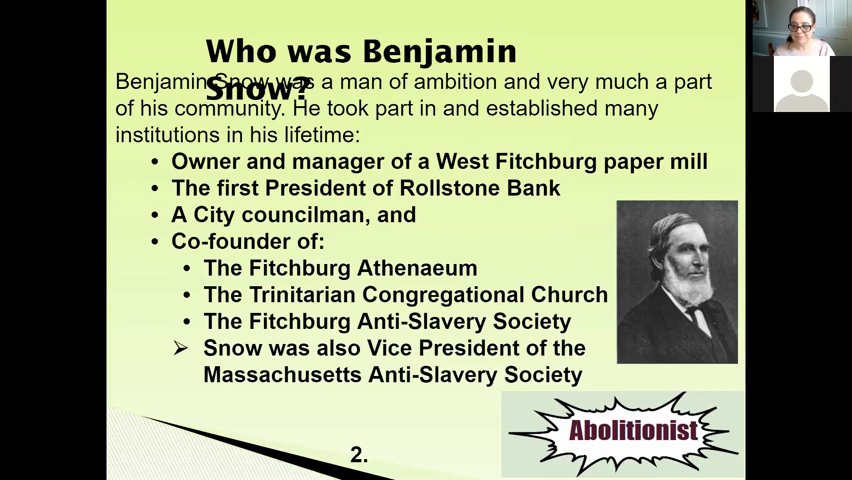 Who was Benjamin
Snow?
Benjamin Snow was a man of ambition and very much a part
of his community. He took part in and established many
institutions in his lifetime:
• Owner and manager of a West Fitchburg paper mill
• The first President of Rollstone Bank
• A City councilman, and
• Co-founder of:
• The Fitchburg Athenaeum
• The Trinitarian Congregational Church
• The Fitchburg Anti-Slavery Society
➢ Snow was also Vice President of the
Massachusetts Anti-Slavery Society
Abolitionist
2.